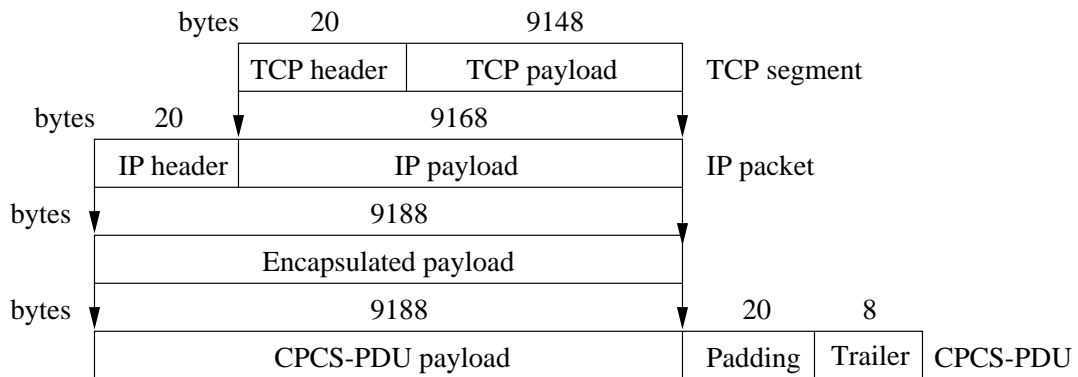 bytes 20 9148
TCP header TCP payload TCP segment
bytes 20 9168
IP header IP payload IP packet
bytes 9188
Encapsulated payload
bytes 9188 20 8
CPCS-PDU payload Padding Trailer CPCS-PDU